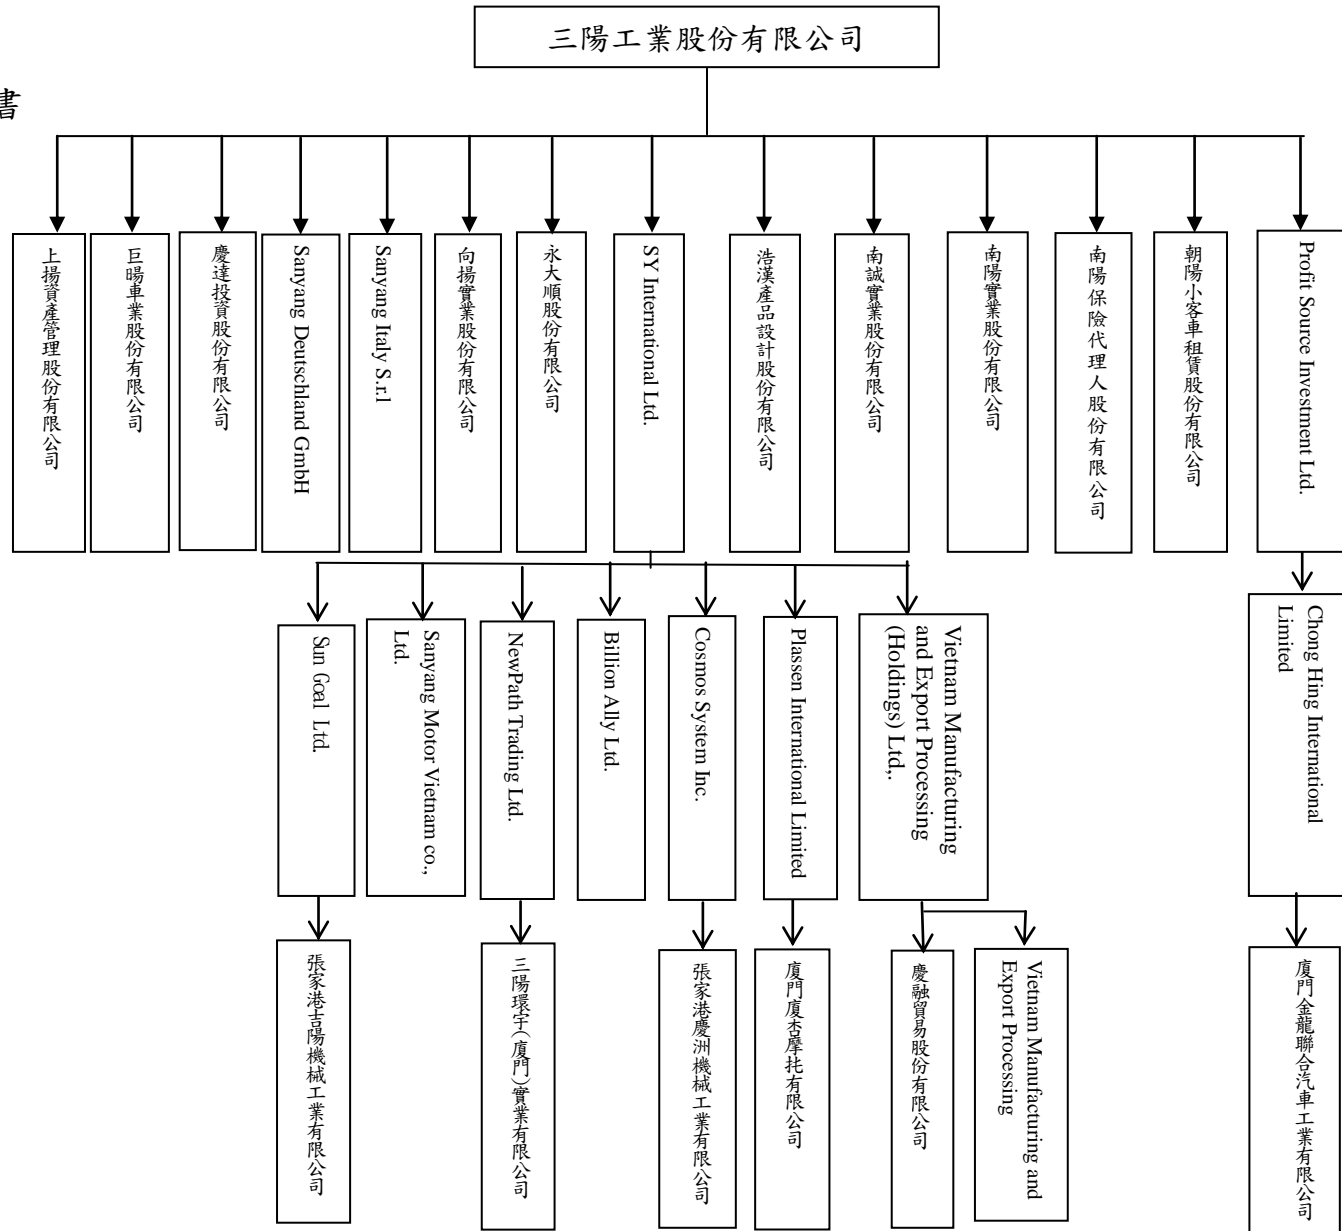 三陽工業股份有限公司
書
上揚資產管理股份有限公司
巨暘車業股份有限公司
慶達投資股份有限公司
Sanyang Deutschland GmbH
Sanyang Italy S.r.l
向揚實業股份有限公司
永大順股份有限公司
SY International Ltd.
浩漢產品設計股份有限公司
南誠實業股份有限公司
南陽實業股份有限公司
南陽保險代理人股份有限公司
朝陽小客車租賃股份有限公司
Profit Source Investment Ltd.
Sun Goal Ltd.
Sanyang Motor Vietnam co.,
Ltd.
NewPath Trading Ltd.
Billion Ally Ltd.
Cosmos System Inc.
Plassen International Limited
Vietnam Manufacturing
and Export Processing
(Holdings) Ltd,.
Chong Hing International
Limited
張家港吉陽機械工業有限公司
三陽環宇(廈門)實業有限公司
張家港慶洲機械工業有限公司
廈門廈杏摩托有限公司
慶融貿易股份有限公司
Vietnam Manufacturing and
Export Processing
廈門金龍聯合汽車工業有限公司